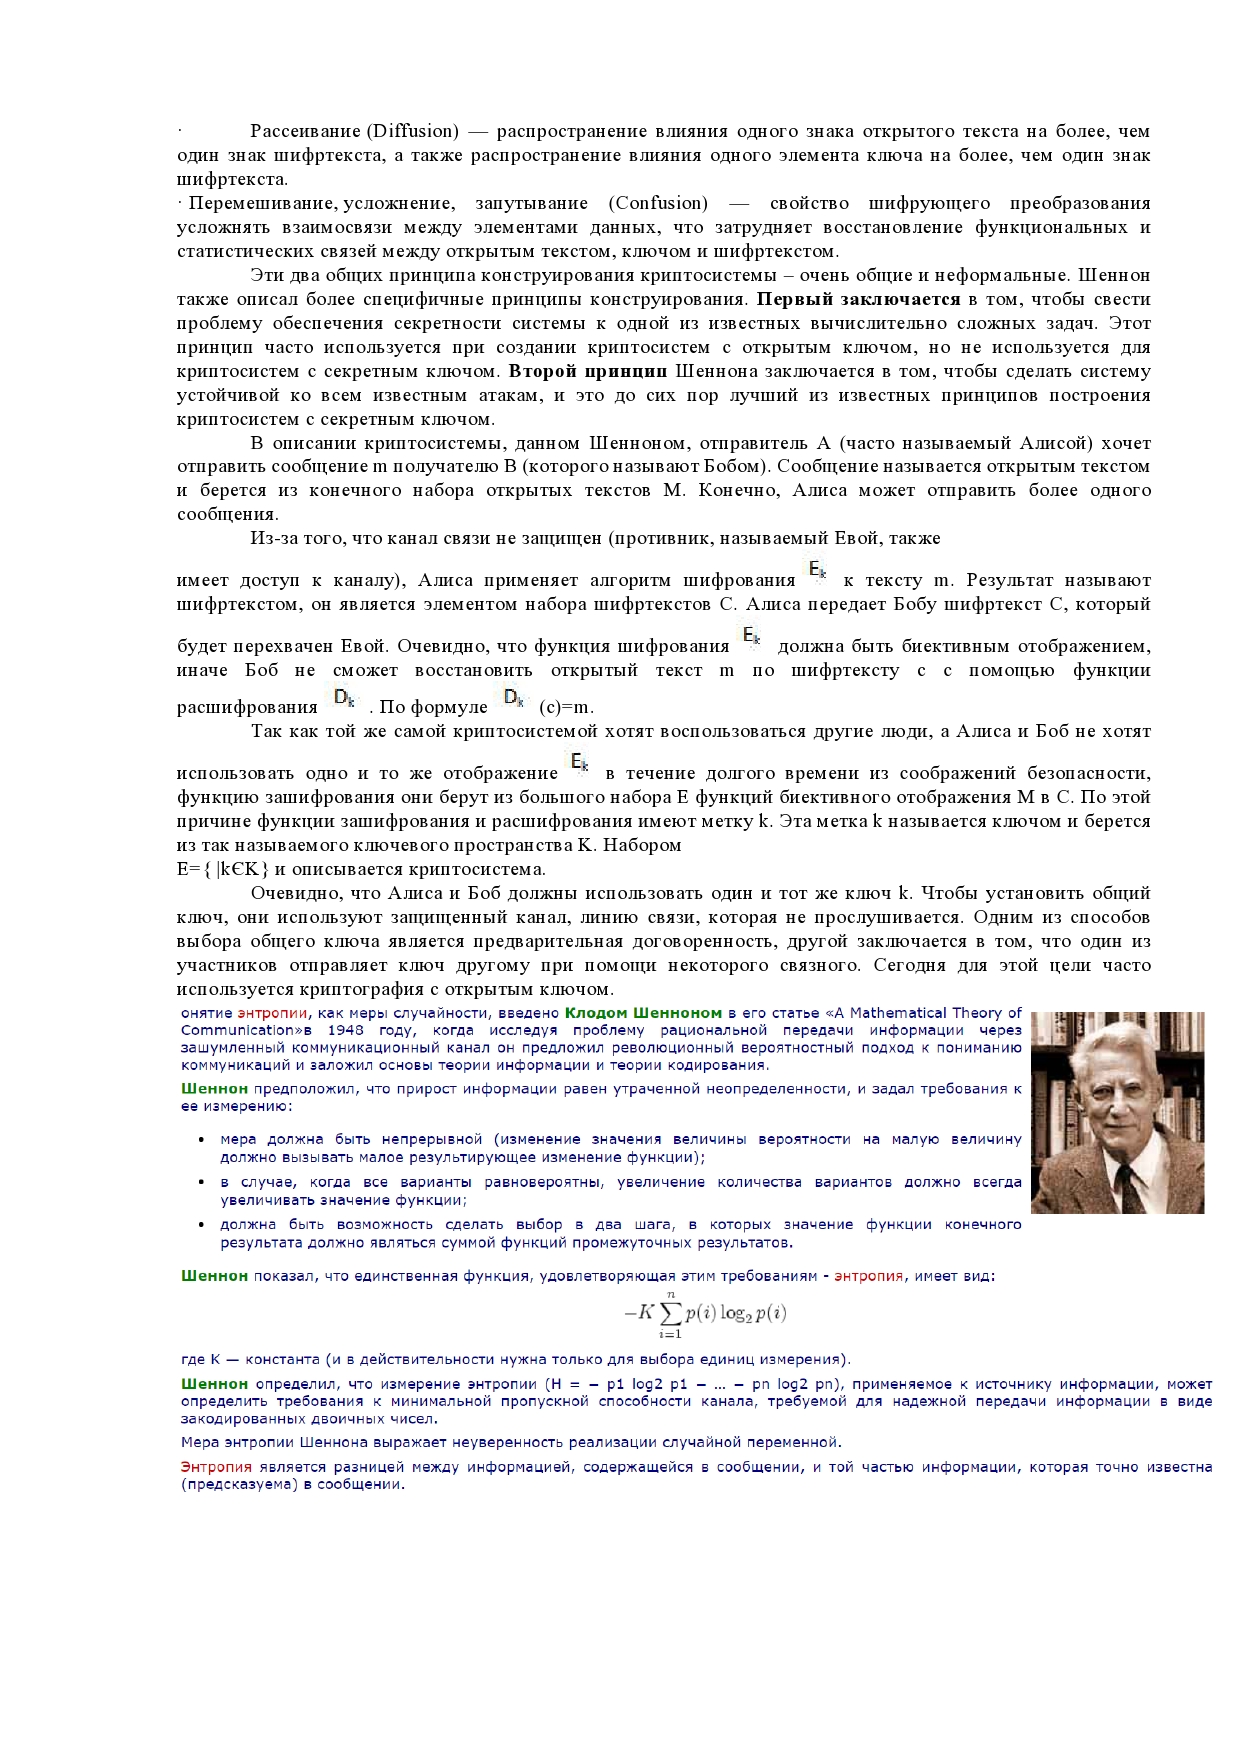 · Рассеивание (Diffusion) — распространение влияния одного знака открытого текста на более, чем
один знак шифртекста, а также распространение влияния одного элемента ключа на более, чем один знак
шифртекста.
· Перемешивание, усложнение, запутывание (Confusion) — свойство шифрующего преобразования
усложнять взаимосвязи между элементами данных, что затрудняет восстановление функциональных и
статистических связей между открытым текстом, ключом и шифртекстом.
Эти два общих принципа конструирования криптосистемы – очень общие и неформальные. Шеннон
также описал более специфичные принципы конструирования. Первый заключается в том, чтобы свести
проблему обеспечения секретности системы к одной из известных вычислительно сложных задач. Этот
принцип часто используется при создании криптосистем с открытым ключом, но не используется для
криптосистем с секретным ключом. Второй принцип Шеннона заключается в том, чтобы сделать систему
устойчивой ко всем известным атакам, и это до сих пор лучший из известных принципов построения
криптосистем с секретным ключом.
В описании криптосистемы, данном Шенноном, отправитель А (часто называемый Алисой) хочет
отправить сообщение m получателю В (которого называют Бобом). Сообщение называется открытым текстом
и берется из конечного набора открытых текстов М. Конечно, Алиса может отправить более одного
сообщения.
Из-за того, что канал связи не защищен (противник, называемый Евой, также
имеет доступ к каналу), Алиса применяет алгоритм шифрования Ek к тексту m. Результат называют
шифртекстом, он является элементом набора шифртекстов С. Алиса передает Бобу шифртекст С, который
будет перехвачен Евой. Очевидно, что функция шифрования Ek должна быть биективным отображением,
иначе Боб не сможет восстановить открытый текст m по шифртексту с с помощью функции
расшифрования Dk . По формуле Dk (с)=m.
Так как той же самой криптосистемой хотят воспользоваться другие люди, а Алиса и Боб не хотят
использовать одно и то же отображение Ek в течение долгого времени из соображений безопасности,
функцию зашифрования они берут из большого набора Е функций биективного отображения М в С. По этой
причине функции зашифрования и расшифрования имеют метку k. Эта метка k называется ключом и берется
из так называемого ключевого пространства К. Набором
E={ |kЄK} и описывается криптосистема.
Очевидно, что Алиса и Боб должны использовать один и тот же ключ k. Чтобы установить общий
ключ, они используют защищенный канал, линию связи, которая не прослушивается. Одним из способов
выбора общего ключа является предварительная договоренность, другой заключается в том, что один из
участников отправляет ключ другому при помощи некоторого связного. Сегодня для этой цели часто
используется криптография с открытым ключом.
онятие энтропии, как меры случайности, введено Клодом Шенноном в его статье «A Mathematical Theory of
Communication»в 1948 году, когда исследуя проблему рациональной передачи информации через
зашумленный коммуникационный канал он предложил революционный вероятностный подход к пониманию
коммуникаций и заложил основы теории информации и теории кодирования.
Шеннон предположил, что прирост информации равен утраченной неопределенности, и задал требования к
ее измерению:
• мера должна быть непрерывной (изменение значения величины вероятности на малую величину
должно вызывать малое результирующее изменение функции);
• в случае, когда все варианты равновероятны, увеличение количества вариантов должно всегда
увеличивать значение функции;
• должна быть возможность сделать выбор в два шага, в которых значение функции конечного
результата должно являться суммой функций промежуточных результатов.
Шеннон показал, что единственная функция, удовлетворяющая этим требованиям - энтропия, имеет вид:
−K ∑_{i=1}^{n} p(i) log₂ p(i)
где К — константа (и в действительности нужна только для выбора единиц измерения).
Шеннон определил, что измерение энтропии (H = − p1 log2 p1 − … − pn log2 pn), применяемое к источнику информации, может
определить требования к минимальной пропускной способности канала, требуемой для надежной передачи информации в виде
закодированных двоичных чисел.
Мера энтропии Шеннона выражает неуверенность реализации случайной переменной.
Энтропия является разницей между информацией, содержащейся в сообщении, и той частью информации, которая точно известна
(предсказуема) в сообщении.